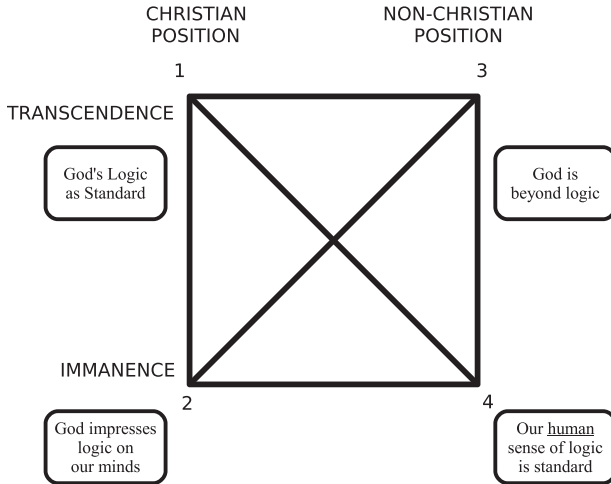 CHRISTIAN
POSITION
NON-CHRISTIAN
POSITION
1
3
TRANSCENDENCE
God's Logic
as Standard
God is
beyond logic
IMMANENCE
2
4
God impresses
logic on
our minds
Our human
sense of logic
is standard